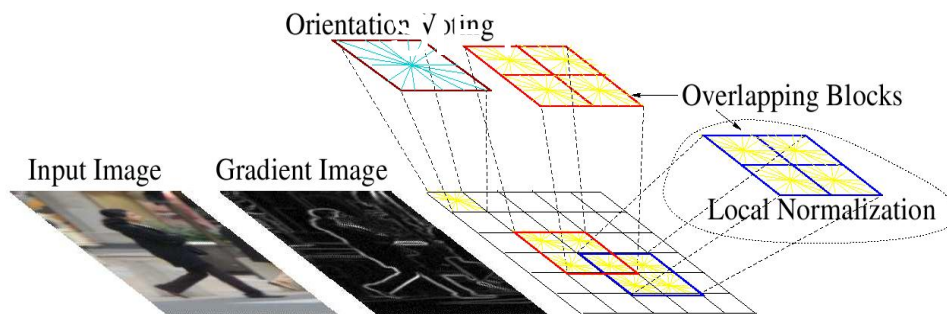 Orientation Voting
Overlapping Blocks
Input Image
Gradient Image
Local Normalization